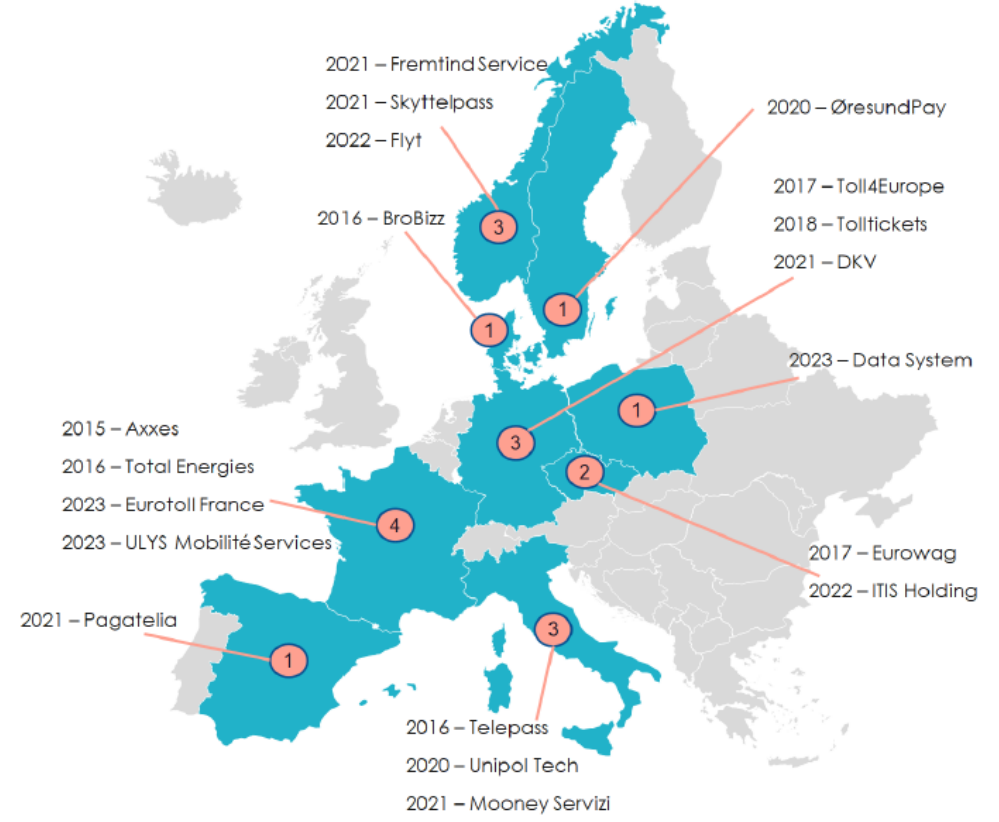 2021 – Fremtind Service
2021 – Skyttelpass
2022 – Flyt
3
2020 – ØresundPay
1
2016 – BroBizz
1
2017 – Toll4Europe
2018 – Tolltickets
2021 – DKV
3
2023 – Data System
1
2015 – Axxes
2016 – Total Energies
2023 – Eurotoll France
2023 – ULYS Mobilité Services
4
2
2017 – Eurowag
2022 – ITIS Holding
2021 – Pagatelia
1
3
2016 – Telepass
2020 – Unipol Tech
2021 – Mooney Servizi